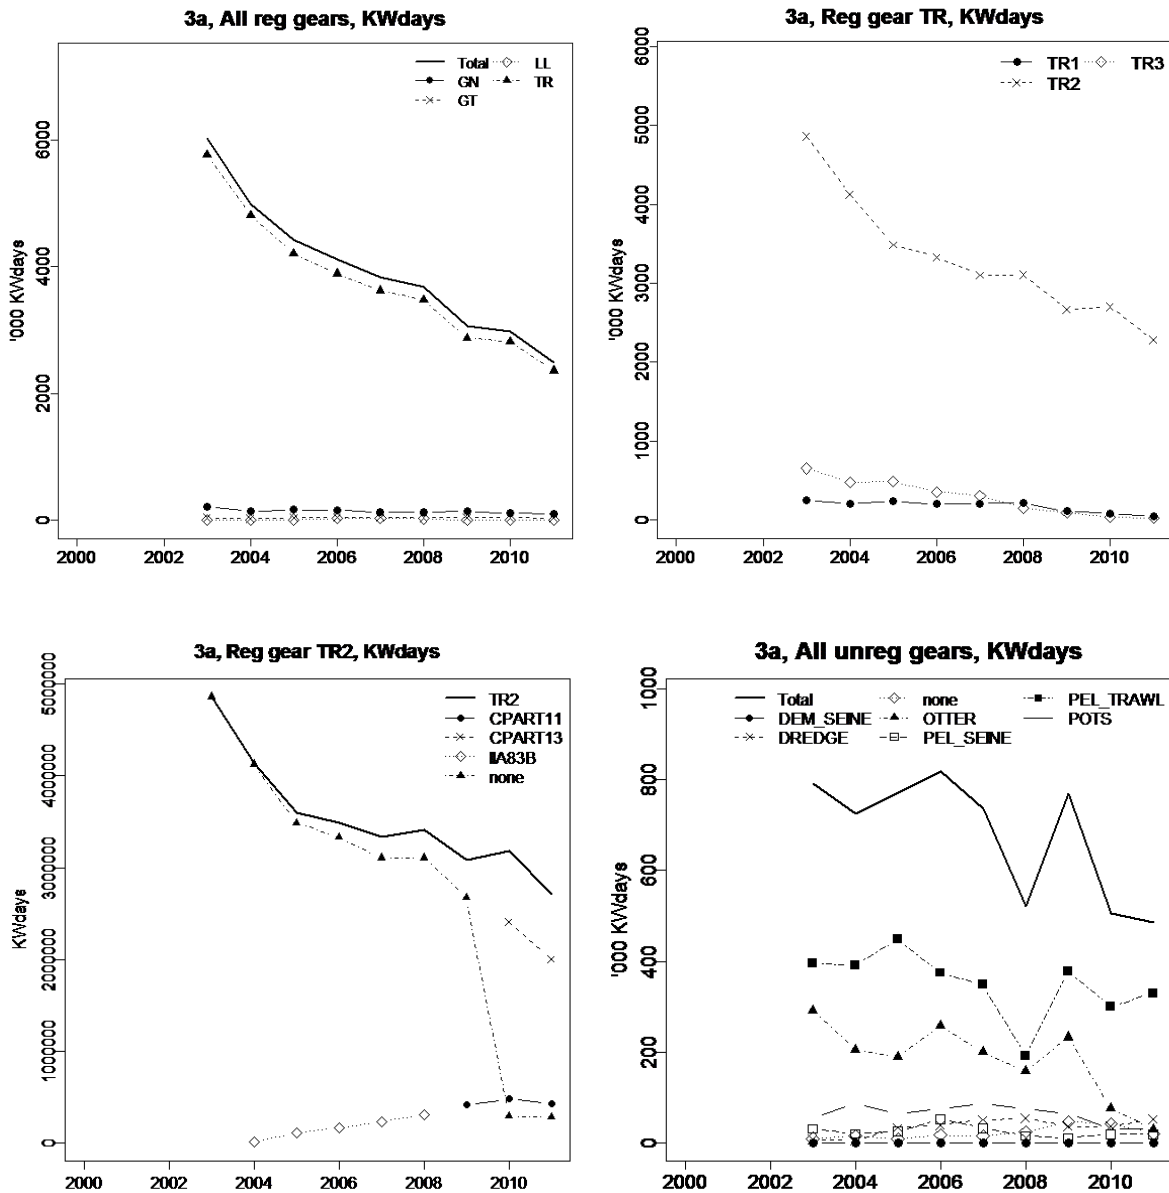 3a, All reg gears, KWdays
Total LL
GN TR
GT
'000 KWdays
6000
4000
2000
0
2000 2002 2004 2006 2008 2010
3a, Reg gear TR, KWdays
TR1 TR3
TR2
'000 KWdays
6000
5000
4000
3000
2000
1000
0
2000 2002 2004 2006 2008 2010
3a, Reg gear TR2, KWdays
TR2
CPART11
CPART13
IIA83B
none
KWdays
5000000
4000000
3000000
2000000
1000000
0
2000 2002 2004 2006 2008 2010
3a, All unreg gears, KWdays
Total none PEL_TRAWL
DEM_SEINE OTTER POTS
DREDGE PEL_SEINE
'000 KWdays
1000
800
600
400
200
0
2000 2002 2004 2006 2008 2010